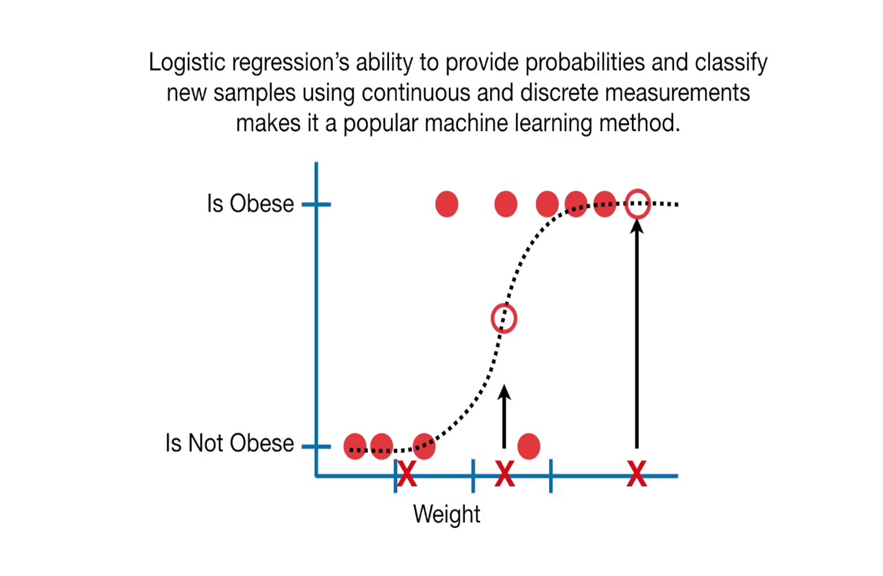 Logistic regression’s ability to provide probabilities and classify
new samples using continuous and discrete measurements
makes it a popular machine learning method.
Is Obese
Is Not Obese
X X X
Weight